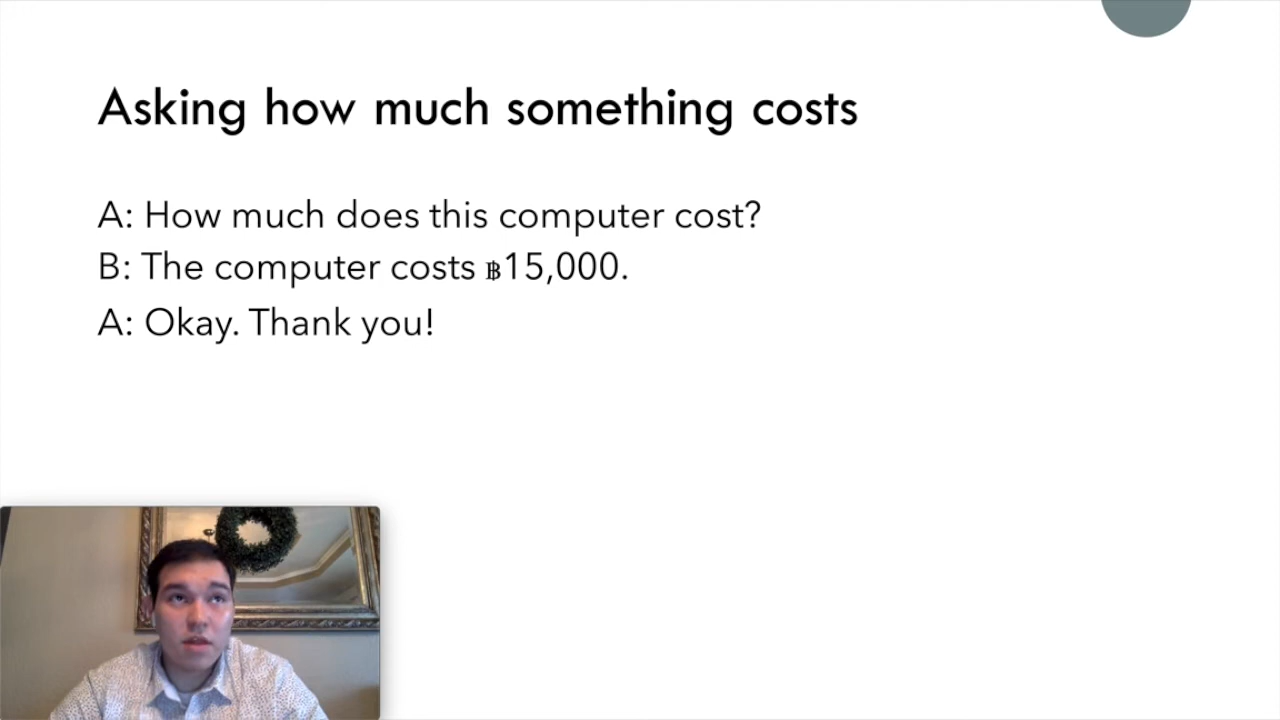 Asking how much something costs
A: How much does this computer cost?
B: The computer costs ฿15,000.
A: Okay. Thank you!